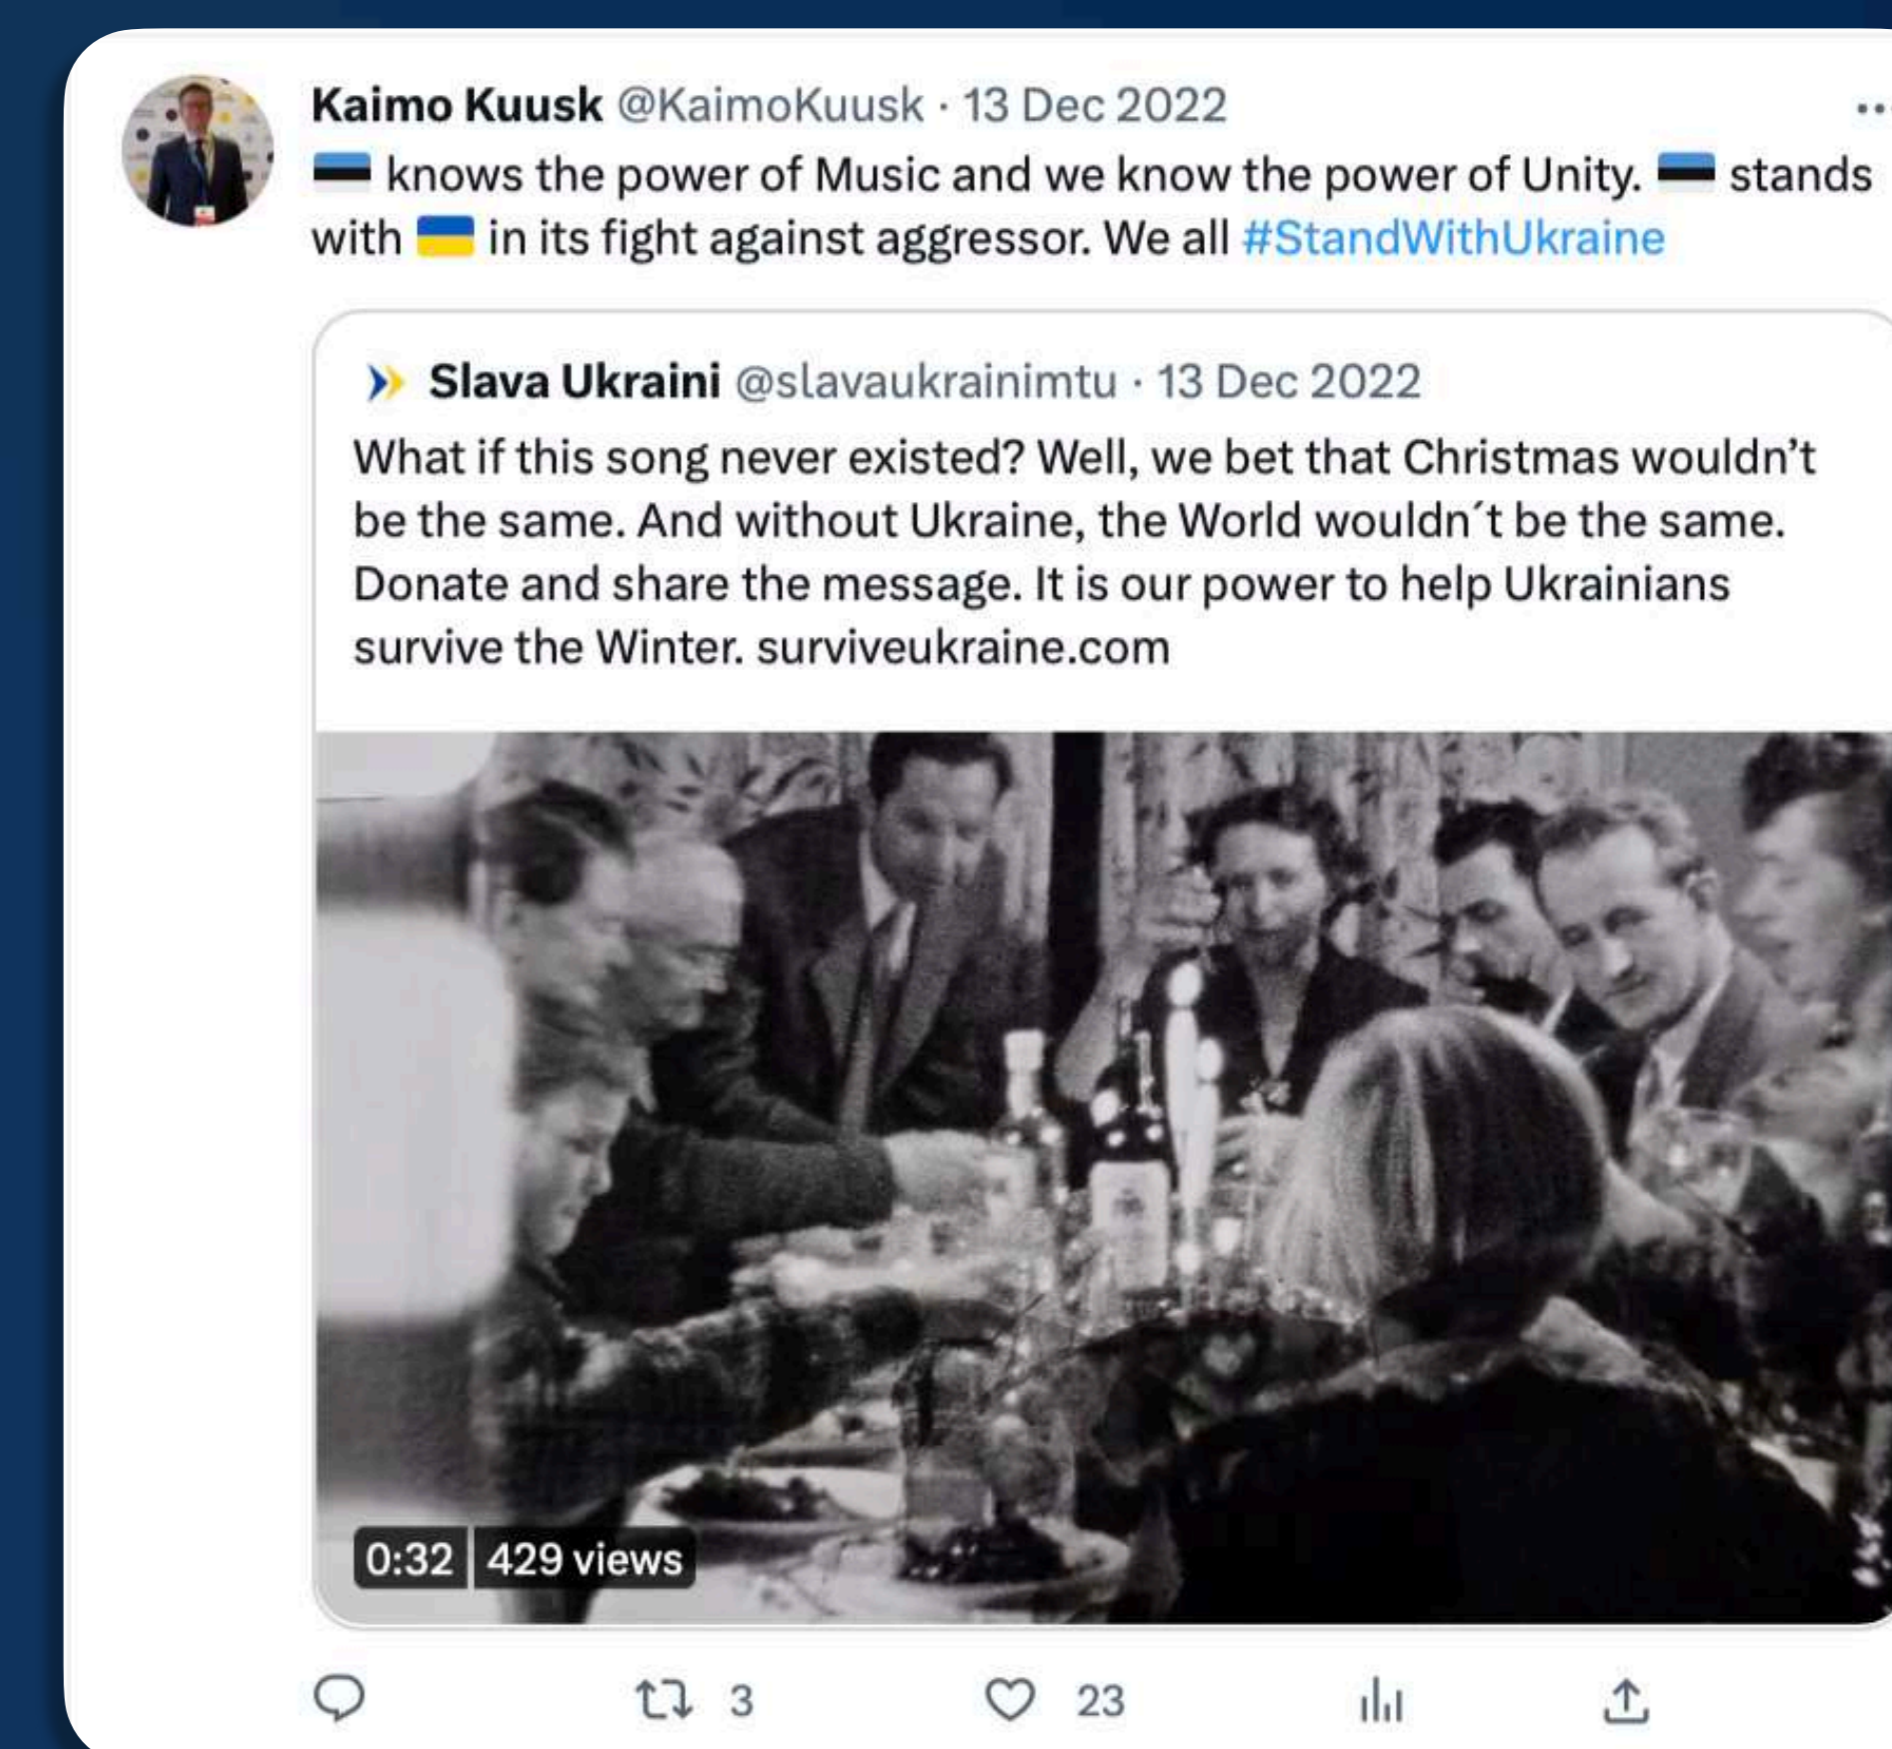 Kaimo Kuusk @KaimoKuusk · 13 Dec 2022
🇪🇪 knows the power of Music and we know the power of Unity. 🇪🇪 stands
with 🇺🇦 in its fight against aggressor. We all #StandWithUkraine
Slava Ukraini @slavaukrainimtu · 13 Dec 2022
What if this song never existed? Well, we bet that Christmas wouldn’t
be the same. And without Ukraine, the World wouldn´t be the same.
Donate and share the message. It is our power to help Ukrainians
survive the Winter. surviveukraine.com
0:32 429 views
3 23